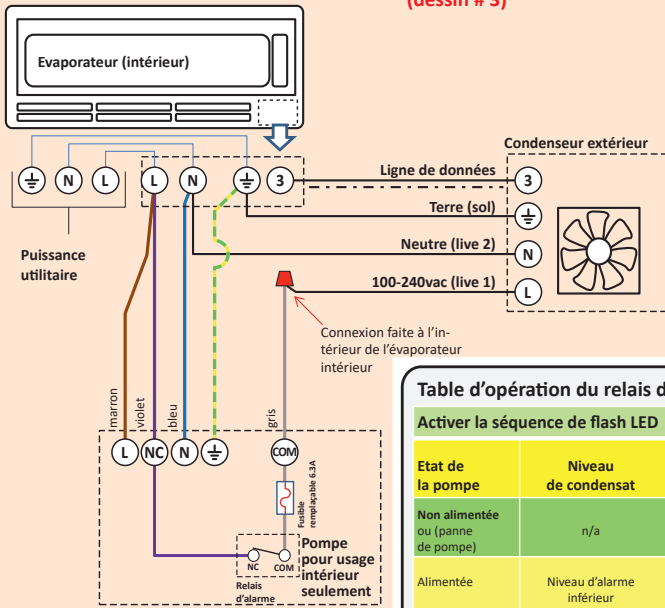 (dessin # 3)
Evaporateur (intérieur)
Condenseur extérieur
N L L N 3
Ligne de données
3
Terre (sol)
Neutre (live 2)
N
100-240vac (live 1)
L
Puissance
utilitaire
Connexion faite à l'in-
térieur de l'évaporateur
intérieur
marron
violet
bleu
gris
L NC N COM
Fusible
remplaçable 6.3A
NC COM
Relais
d'alarme
Pompe
pour usage
intérieur
seulement
Table d'opération du relais d
Activer la séquence de flash LED
Etat de
la pompe
Niveau
de condensat
Non alimentée
ou (panne
de pompe)
n/a
Alimentée
Niveau d'alarme
inférieur